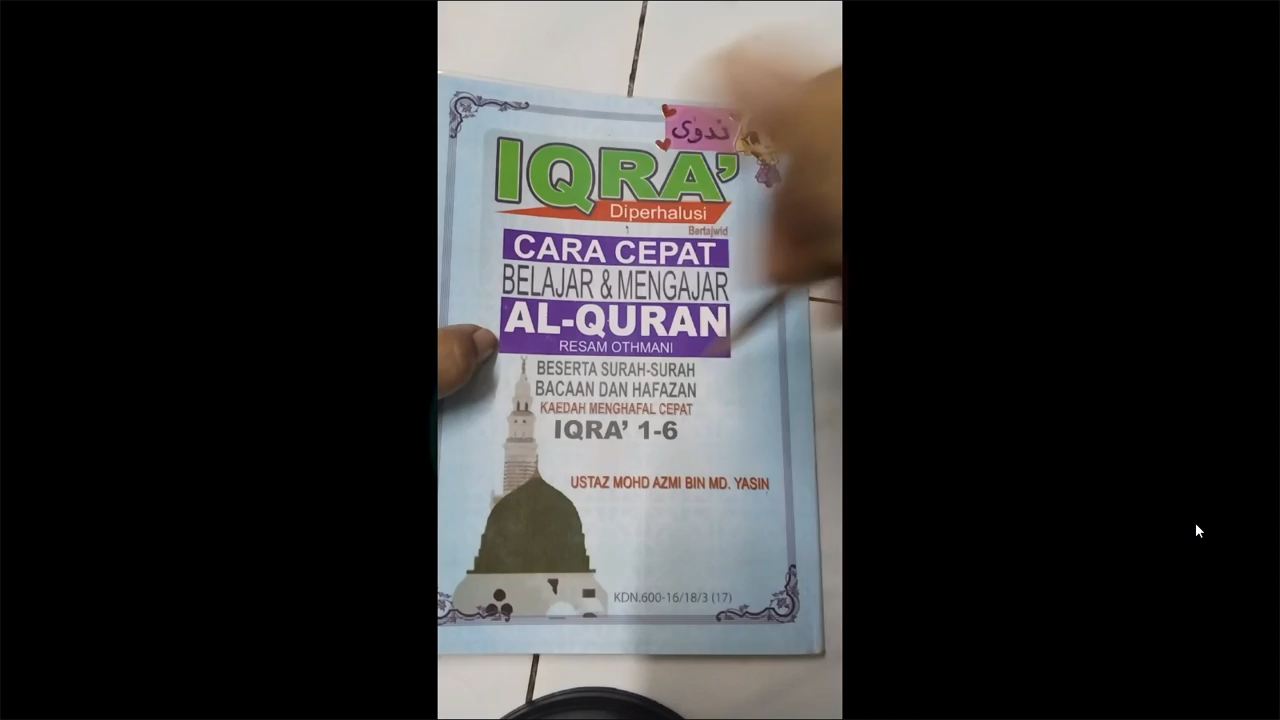 ندوى
IQRA'
Diperhalusi
Bertajwid
CARA CEPAT
BELAJAR & MENGAJAR
AL-QURAN
RESAM OTHMANI
BESERTA SURAH-SURAH
BACAAN DAN HAFAZAN
KAEDAH MENGHAFAL CEPAT
IQRA' 1-6
USTAZ MOHD AZMI BIN MD. YASIN
KDN.600-16/18/3 (17)